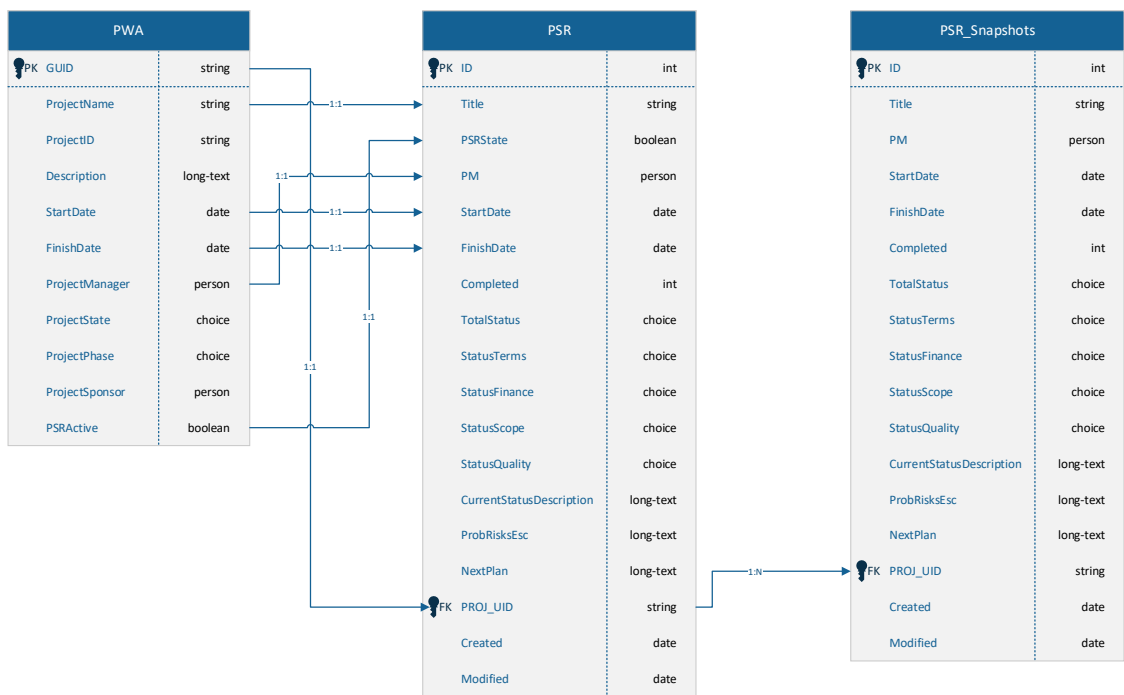 PWA
PK GUID string
ProjectName string
ProjectID string
Description long-text
StartDate date
FinishDate date
ProjectManager person
ProjectState choice
ProjectPhase choice
ProjectSponsor person
PSRActive boolean
1:1
1:1
1:1
1:1
1:1
1:1
PSR
PK ID int
Title string
PSRState boolean
PM person
StartDate date
FinishDate date
Completed int
TotalStatus choice
StatusTerms choice
StatusFinance choice
StatusScope choice
StatusQuality choice
CurrentStatusDescription long-text
ProbRisksEsc long-text
NextPlan long-text
FK PROJ_UID string
Created date
Modified date
1:N
PSR_Snapshots
PK ID int
Title string
PM person
StartDate date
FinishDate date
Completed int
TotalStatus choice
StatusTerms choice
StatusFinance choice
StatusScope choice
StatusQuality choice
CurrentStatusDescription long-text
ProbRisksEsc long-text
NextPlan long-text
FK PROJ_UID string
Created date
Modified date